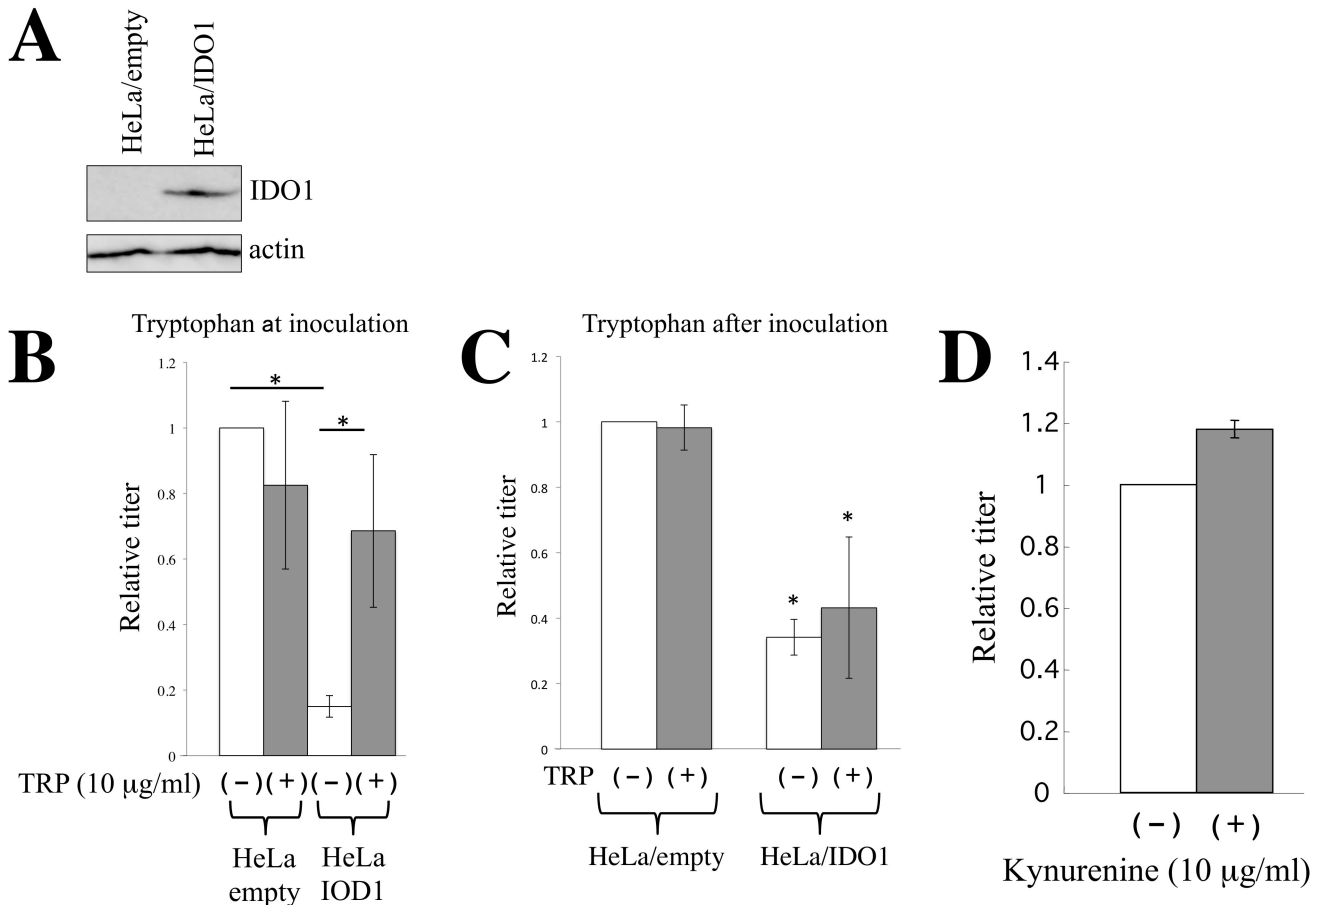 A
HeLa/empty
HeLa/IDO1
IDO1
actin
B
Tryptophan at inoculation
1.2
1
0.8
0.6
0.4
0.2
0
Relative titer
*
*
TRP (10 µg/ml) (-)(+)(-)(+)
HeLa
empty
HeLa
IOD1
C
Tryptophan after inoculation
1.2
1
0.8
0.6
0.4
0.2
0
Relative titer
*
*
TRP (-) (+) (-) (+)
HeLa/empty
HeLa/IDO1
D
1.4
1.2
1
0.8
0.6
0.4
0.2
0
Relative titer
(-) (+)
Kynurenine (10 µg/ml)